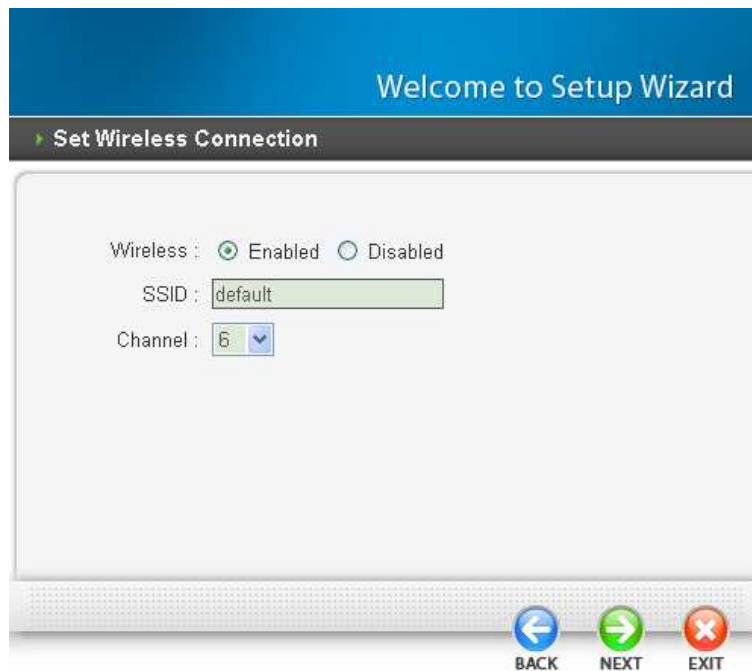 Welcome to Setup Wizard
Set Wireless Connection
Wireless : Enabled Disabled
SSID : default
Channel : 6
BACK NEXT EXIT